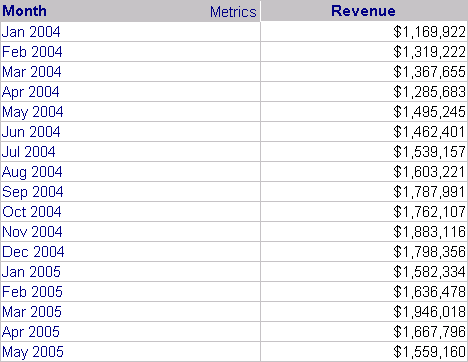 Month Metrics Revenue
Jan 2004 $1,169,922
Feb 2004 $1,319,222
Mar 2004 $1,367,655
Apr 2004 $1,285,683
May 2004 $1,495,245
Jun 2004 $1,462,401
Jul 2004 $1,539,157
Aug 2004 $1,603,221
Sep 2004 $1,787,991
Oct 2004 $1,762,107
Nov 2004 $1,883,116
Dec 2004 $1,798,356
Jan 2005 $1,582,334
Feb 2005 $1,636,478
Mar 2005 $1,946,018
Apr 2005 $1,667,796
May 2005 $1,559,160